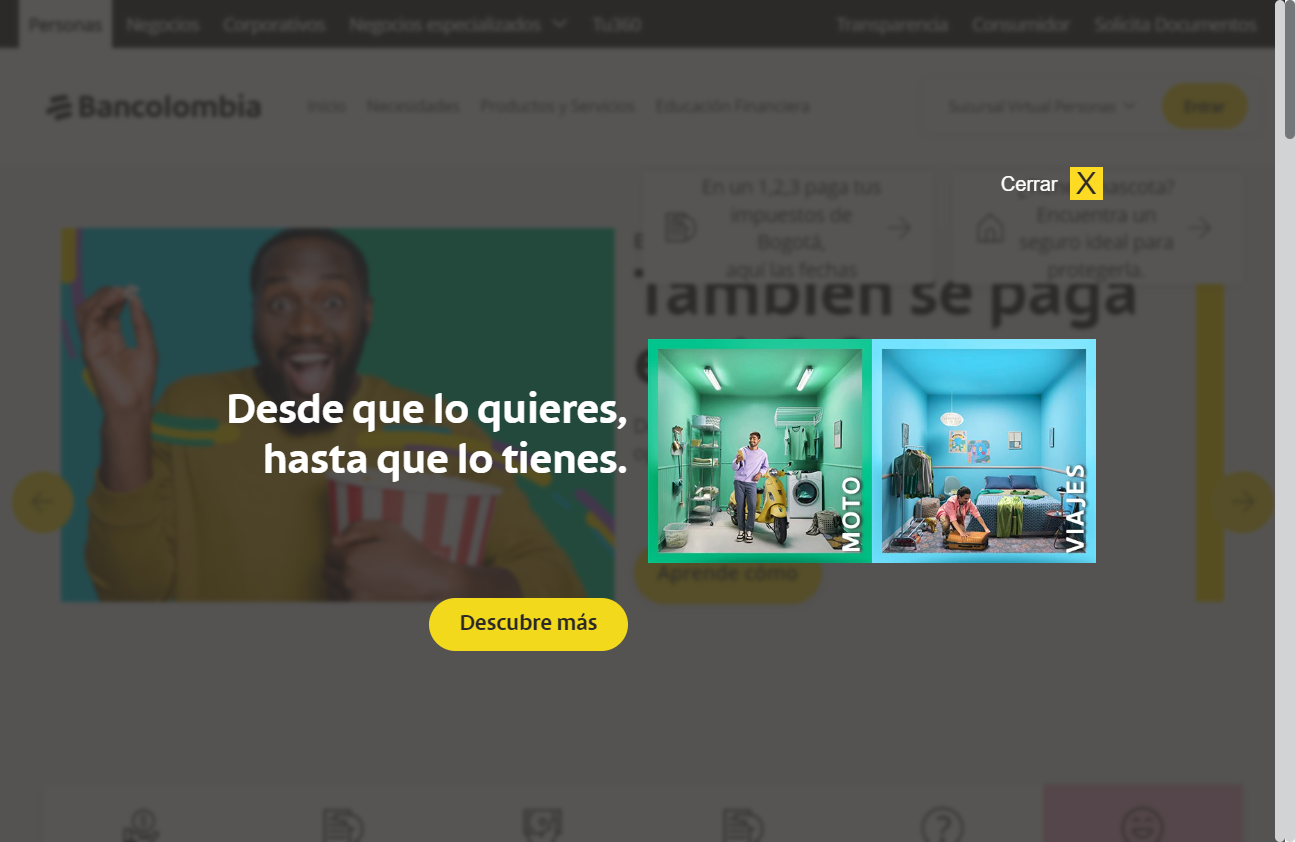 Personas
Negocios
Corporativos
Negocios especializados
Tu360
Transparencia
Consumidor
Solicita Documentos
Bancolombia
Inicio
Necesidades
Productos y Servicios
Educación Financiera
Sucursal Virtual Personas
Entrar
Cerrar X
En un 1,2,3 paga tus
impuestos de
Bogotá,
aquí las fechas
mascota?
Encuentra un
seguro ideal para
protegerla.
También se paga
Desde que lo quieres,
hasta que lo tienes.
MOTO
VIAJES
Aprende cómo
Descubre más